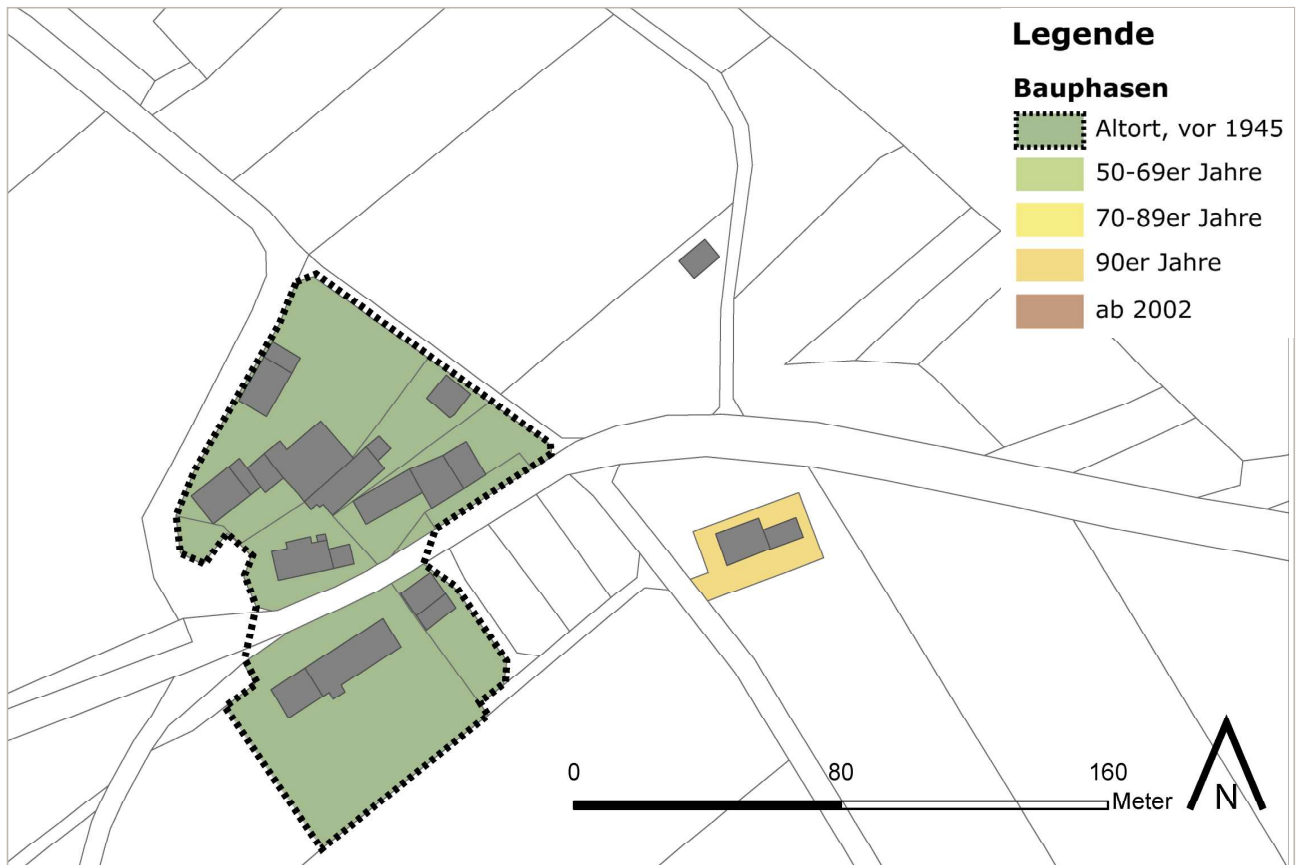 Legende
Bauphasen
Altort, vor 1945
50-69er Jahre
70-89er Jahre
90er Jahre
ab 2002
0 80 160
Meter
N